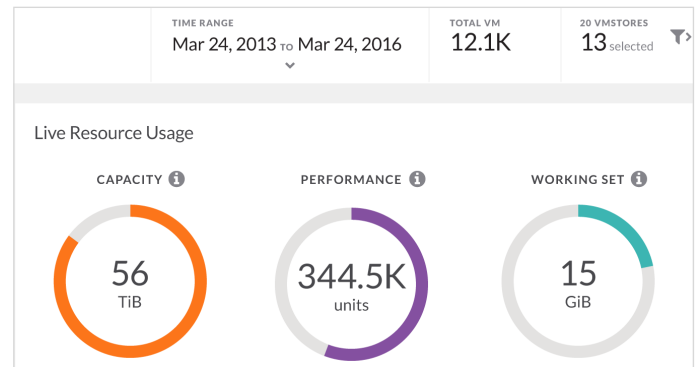 TIME RANGE
Mar 24, 2013 TO Mar 24, 2016
TOTAL VM
12.1K
20 VMSTORES
13 selected
Live Resource Usage
CAPACITY
PERFORMANCE
WORKING SET
56
TiB
344.5K
units
15
GiB